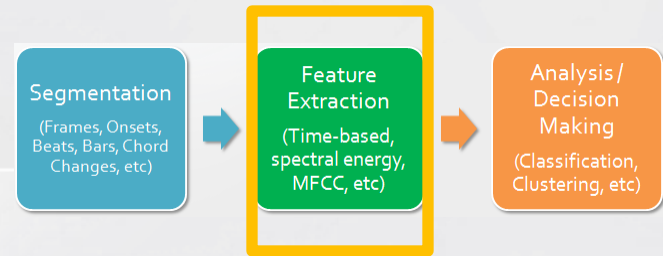 Segmentation
(Frames, Onsets,
Beats, Bars, Chord
Changes, etc)
Feature
Extraction
(Time-based,
spectral energy,
MFCC, etc)
Analysis /
Decision
Making
(Classification,
Clustering, etc)